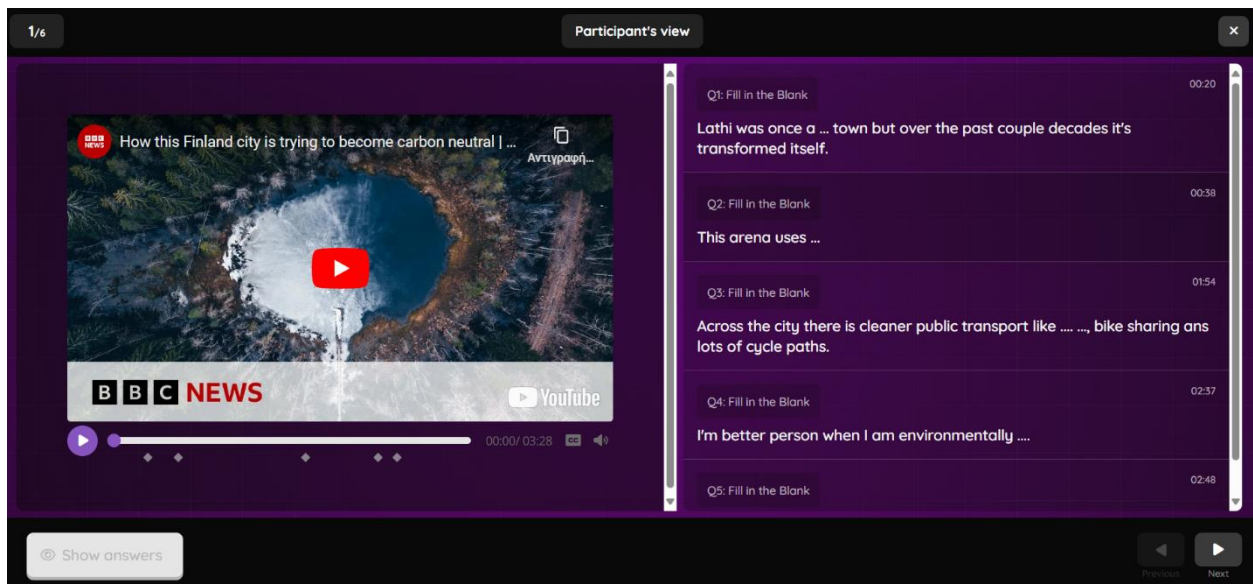 1/6
Participant's view
×
BBC NEWS
How this Finland city is trying to become carbon neutral | ...
Αντιγραφή...
BBC NEWS
YouTube
00:00/ 03:28
CC
Q1: Fill in the Blank
00:20
Lathi was once a ... town but over the past couple decades it's
transformed itself.
Q2: Fill in the Blank
00:38
This arena uses ...
Q3: Fill in the Blank
01:54
Across the city there is cleaner public transport like .... ..., bike sharing ans
lots of cycle paths.
Q4: Fill in the Blank
02:37
I'm better person when I am environmentally ....
Q5: Fill in the Blank
02:48
Show answers
Previous
Next